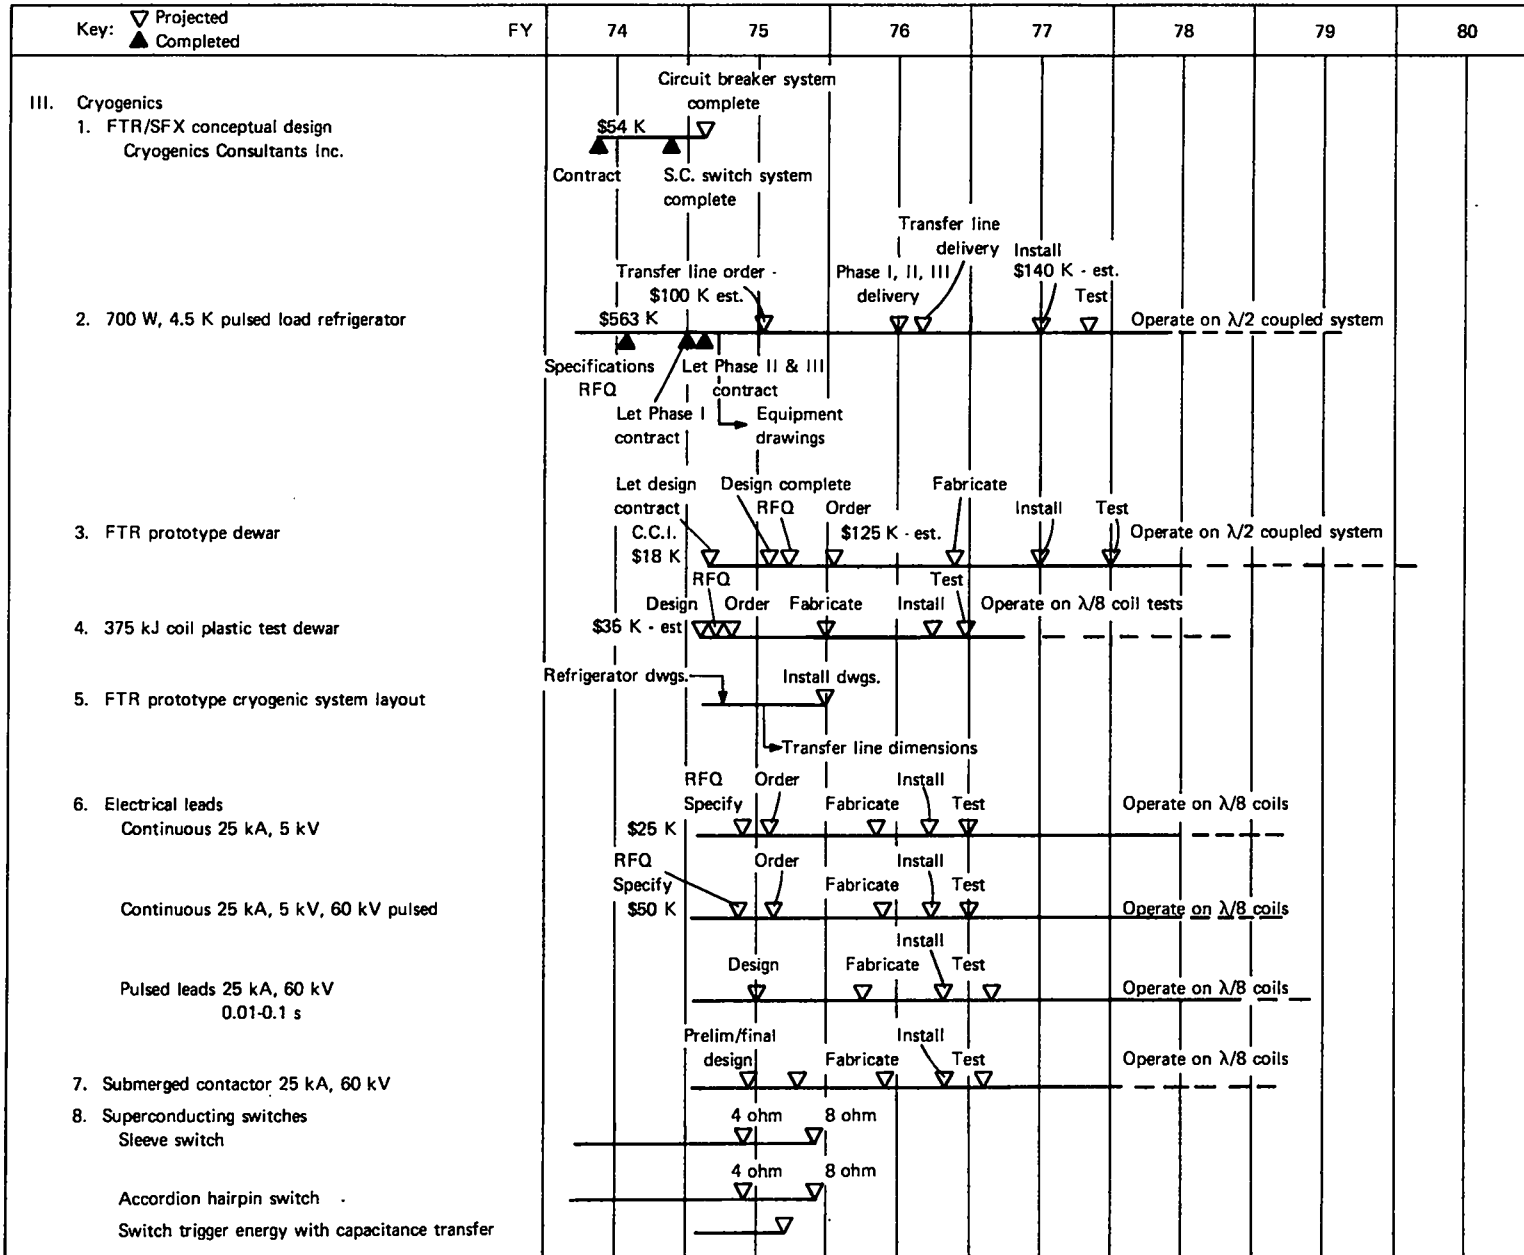 Key: ▽ Projected
▲ Completed
FY 74 75 76 77 78 79 80
III. Cryogenics
1. FTR/SFX conceptual design
Cryogenics Consultants Inc.
Circuit breaker system
complete
$54 K
Contract
S.C. switch system
complete
2. 700 W, 4.5 K pulsed load refrigerator
Transfer line
delivery
Install
$140 K - est.
Transfer line order -
$100 K est.
Phase I, II, III
delivery
Test
$563 K
Operate on λ/2 coupled system
Specifications
RFQ
Let Phase II & III
contract
Let Phase I
contract
Equipment
drawings
3. FTR prototype dewar
Let design
contract
C.C.I.
$18 K
Design complete
RFQ
Order
$125 K - est.
Fabricate
Install
Test
Operate on λ/2 coupled system
4. 375 kJ coil plastic test dewar
RFQ
Design
Order
Fabricate
Install
Test
Operate on λ/8 coil tests
$36 K - est
5. FTR prototype cryogenic system layout
Refrigerator dwgs.
Install dwgs.
Transfer line dimensions
6. Electrical leads
Continuous 25 kA, 5 kV
RFQ
Specify
Order
Fabricate
Install
Test
Operate on λ/8 coils
$25 K
Continuous 25 kA, 5 kV, 60 kV pulsed
RFQ
Specify
$50 K
Order
Fabricate
Install
Test
Operate on λ/8 coils
Pulsed leads 25 kA, 60 kV
0.01-0.1 s
Design
Fabricate
Install
Test
Operate on λ/8 coils
7. Submerged contactor 25 kA, 60 kV
Prelim/final
design
Fabricate
Install
Test
Operate on λ/8 coils
8. Superconducting switches
Sleeve switch
4 ohm
8 ohm
Accordion hairpin switch
4 ohm
8 ohm
Switch trigger energy with capacitance transfer